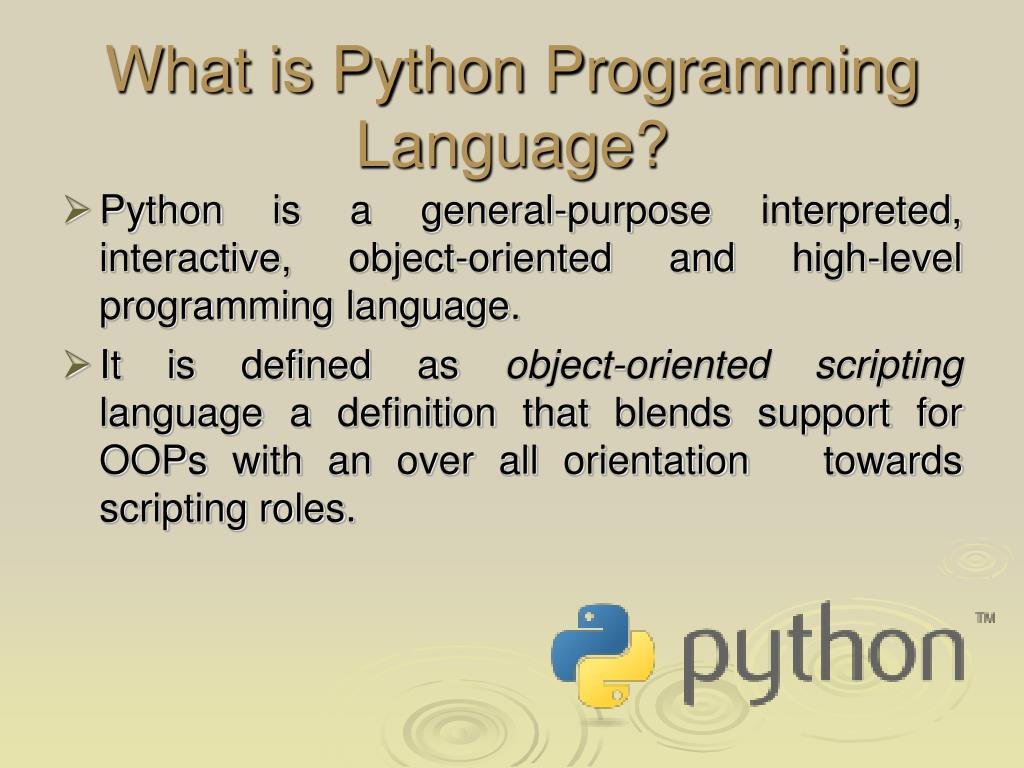 What is Python Programming
Language?
Python is a general-purpose interpreted,
interactive, object-oriented and high-level
programming language.
It is defined as object-oriented scripting
language a definition that blends support for
OOPs with an over all orientation towards
scripting roles.
python TM